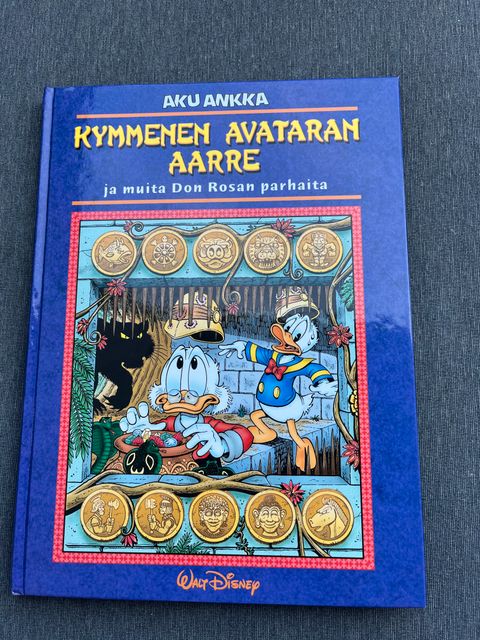 AKU ANKKA
KYMMENEN AVATARAN
AARRE
ja muita Don Rosan parhaita
WALT DISNEY